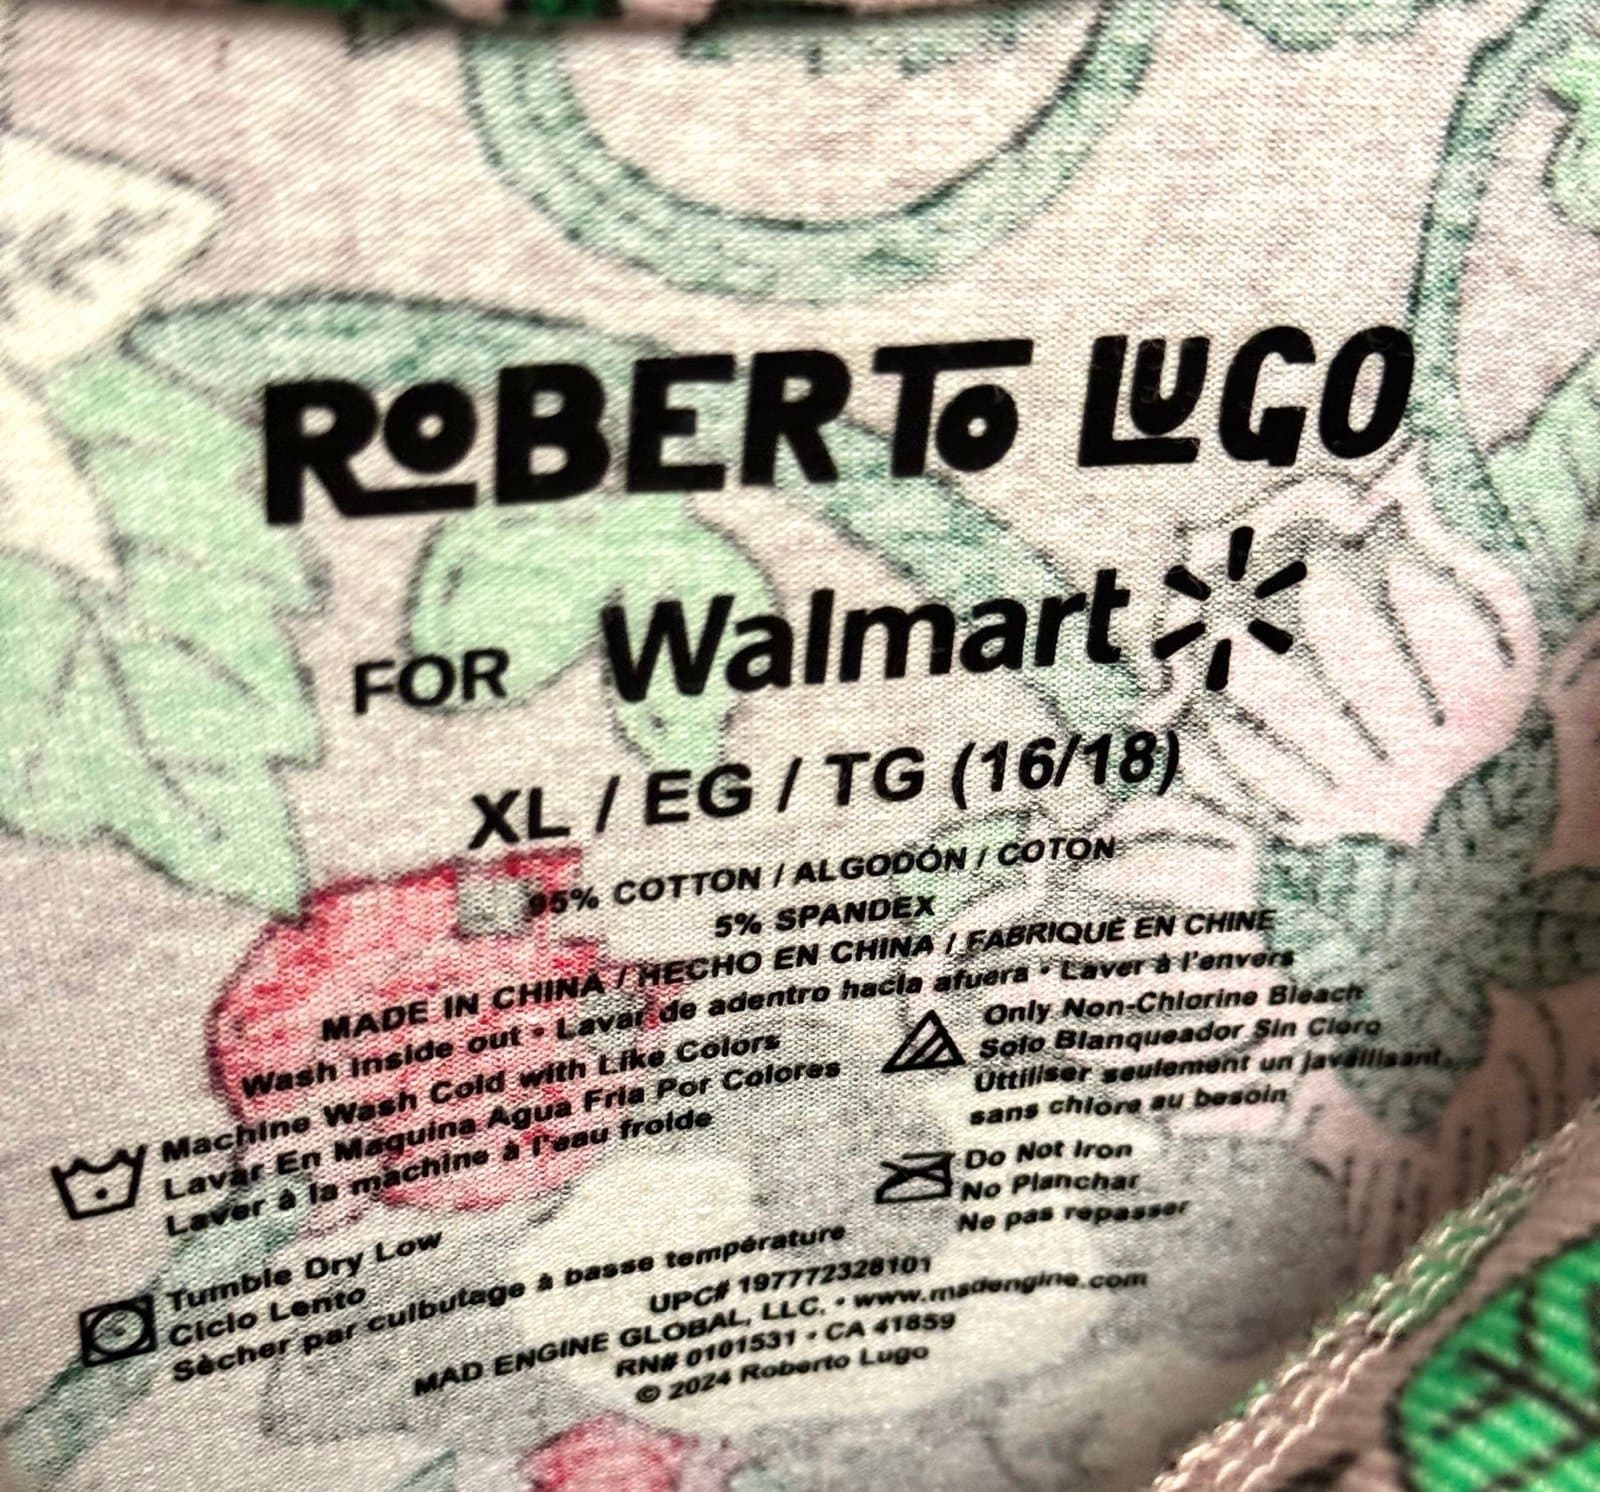 ROBERTO LUGO
FOR Walmart
XL / EG / TG (16/18)
95% COTTON / ALGODÓN / COTON
5% SPANDEX
MADE IN CHINA / HECHO EN CHINA / FABRIQUÉ EN CHINE
Wash inside out • Lavar de adentro hacia afuera • Laver à l'envers
Machine Wash Cold with Like Colors
Lavar En Maquina Agua Fria Por Colores
Laver à la machine à l'eau froide
Only Non-Chlorine Bleach
Solo Blanqueador Sin Cloro
Uttiliser seulement un javellisant
sans chlore au besoin
Tumble Dry Low
Ciclo Lento
Sècher par culbutage à basse température
Do Not Iron
No Planchar
Ne pas repasser
UPC# 197772328101
MAD ENGINE GLOBAL, LLC. • www.madengine.com
RN# 0101531 • CA 41859
© 2024 Roberto Lugo